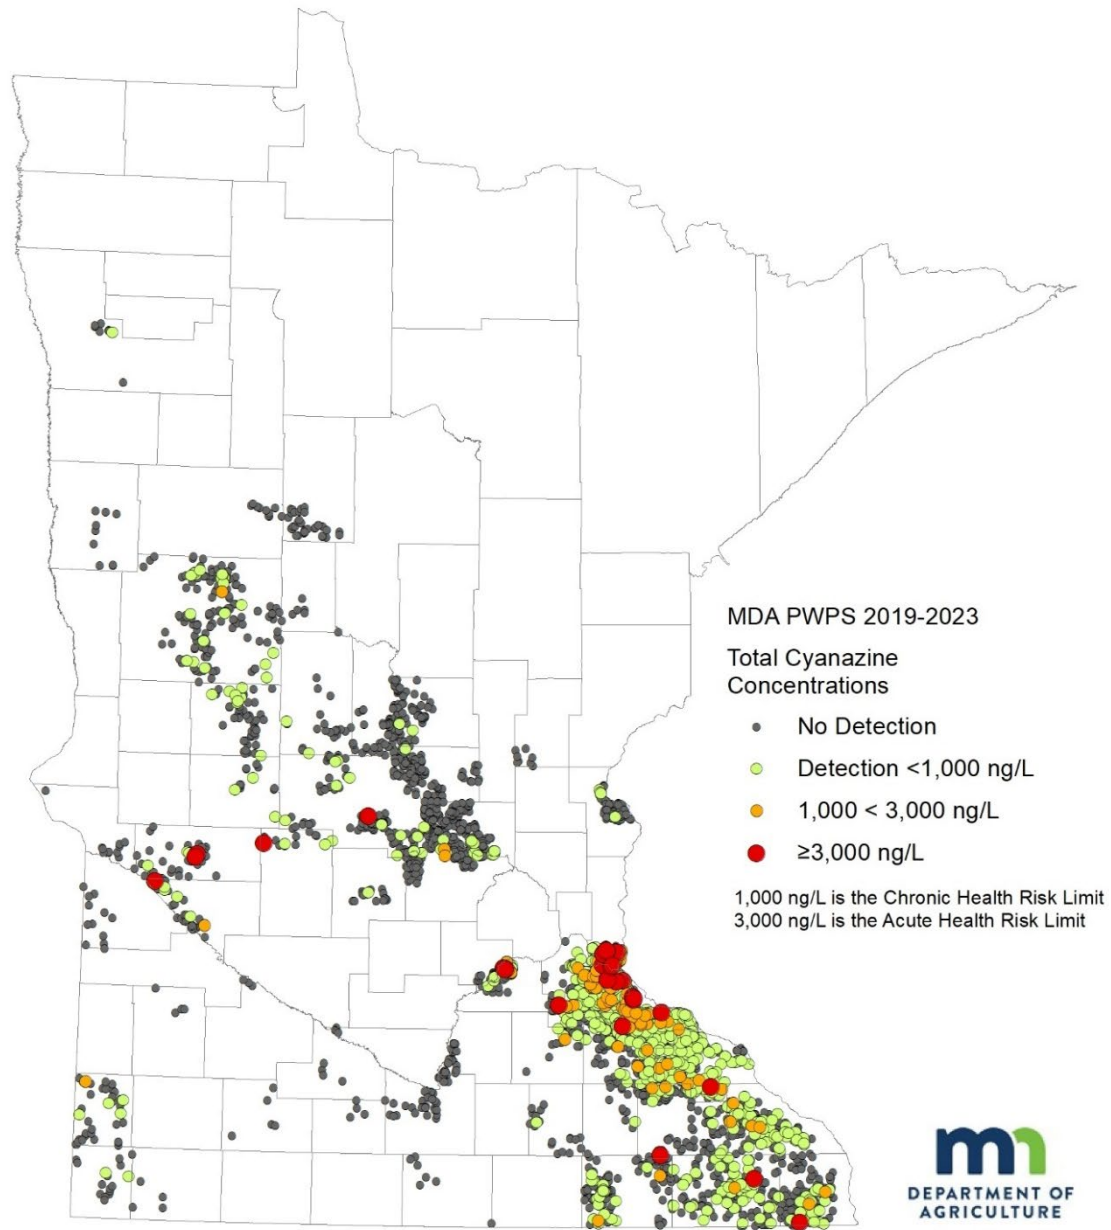 MDA PWPS 2019-2023
Total Cyanazine
Concentrations
No Detection
Detection <1,000 ng/L
1,000 < 3,000 ng/L
≥3,000 ng/L
1,000 ng/L is the Chronic Health Risk Limit
3,000 ng/L is the Acute Health Risk Limit
mn
DEPARTMENT OF
AGRICULTURE